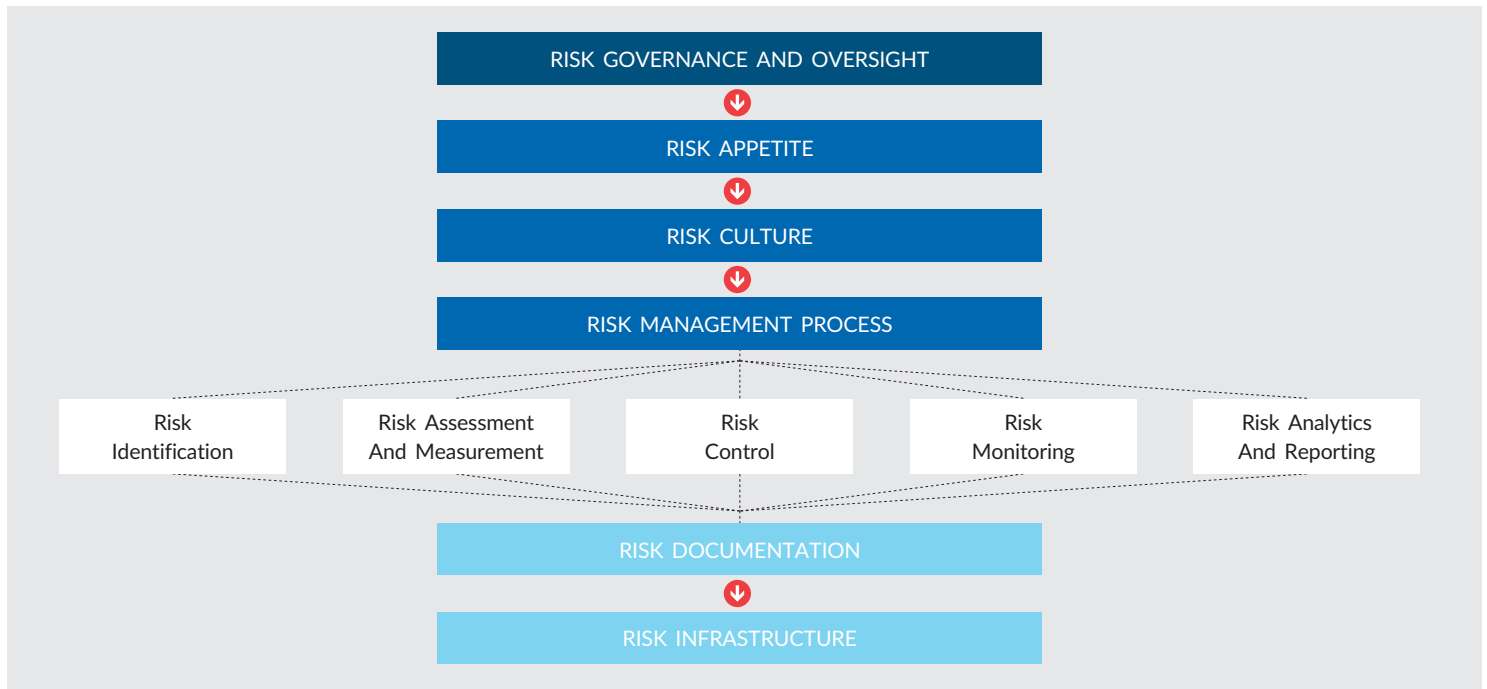 RISK GOVERNANCE AND OVERSIGHT
RISK APPETITE
RISK CULTURE
RISK MANAGEMENT PROCESS
Risk
Identification
Risk Assessment
And Measurement
Risk
Control
Risk
Monitoring
Risk Analytics
And Reporting
RISK DOCUMENTATION
RISK INFRASTRUCTURE